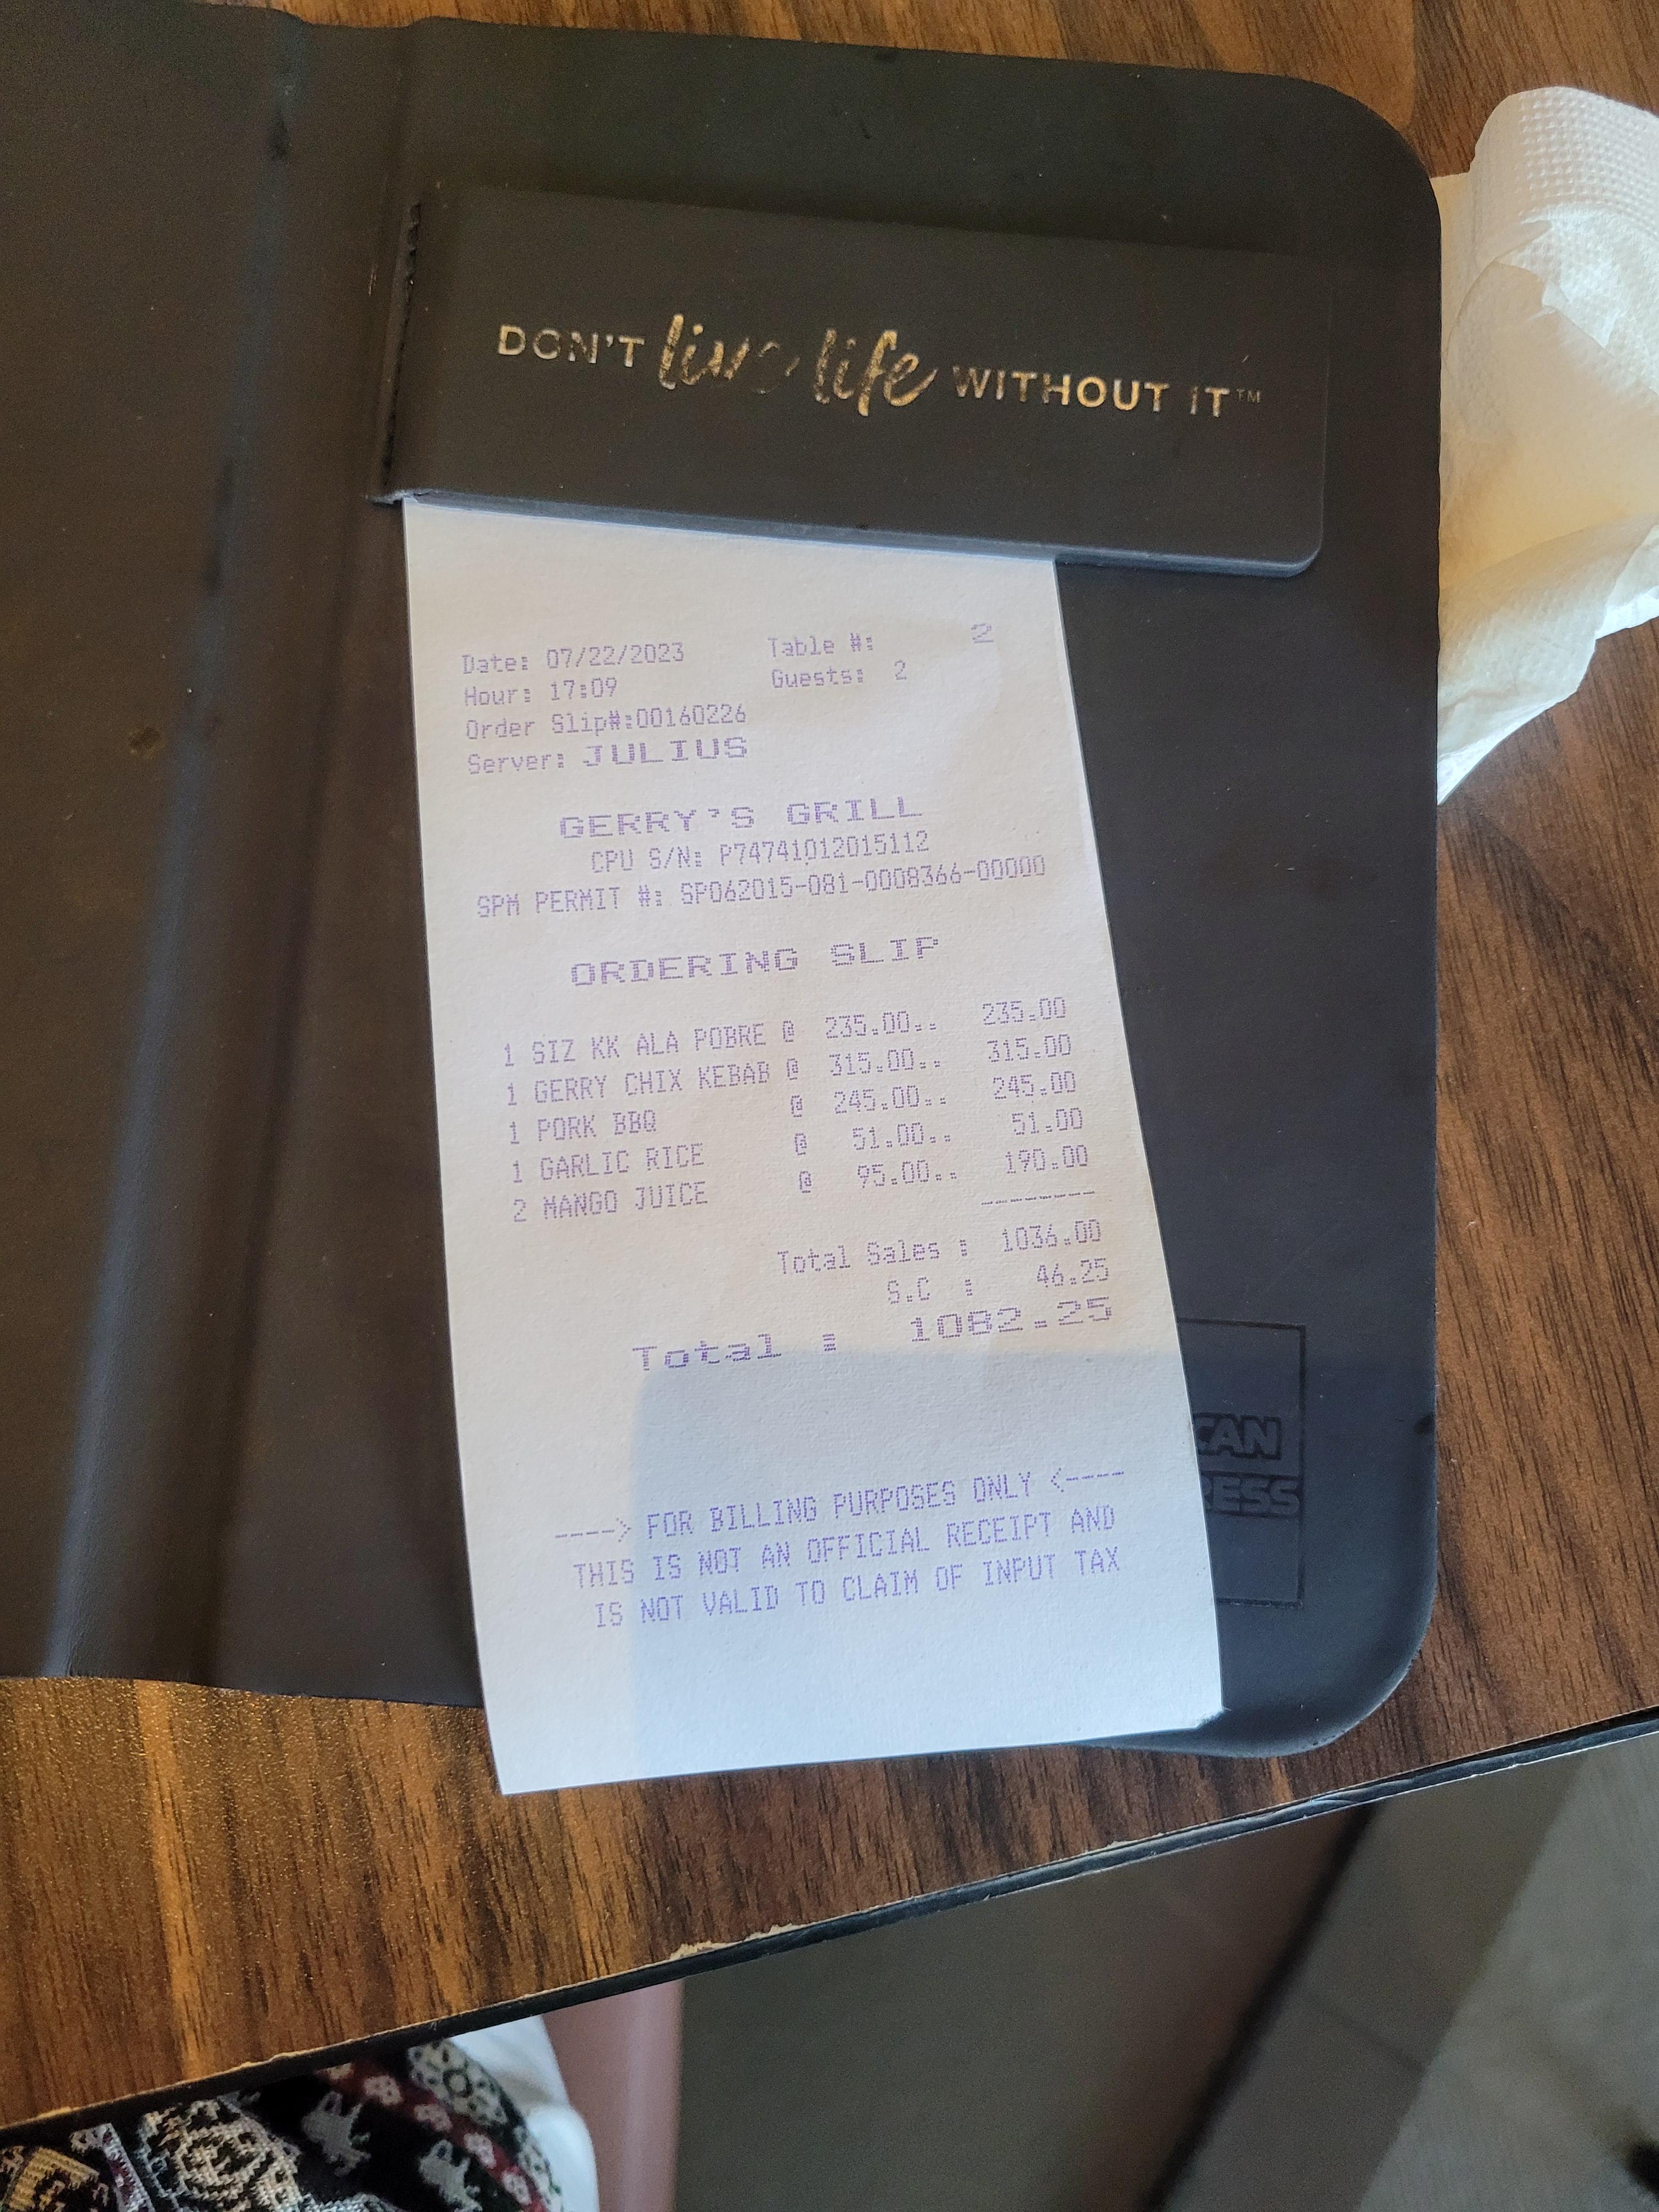 DON'T live life WITHOUT IT™
Date: 07/22/2023 Table #: 2
Hour: 17:09 Guests: 2
Order Slip#:00160226
Server: JULIUS
GERRY'S GRILL
CPU S/N: P74741012015112
SPM PERMIT #: SP062015-081-0008366-00000
ORDERING SLIP
1 SIZ KK ALA POBRE @ 235.00.. 235.00
1 GERRY CHIX KEBAB @ 315.00.. 315.00
1 PORK BBQ @ 245.00.. 245.00
1 GARLIC RICE @ 51.00.. 51.00
2 MANGO JUICE @ 95.00.. 190.00
--------
Total Sales : 1036.00
S.C : 46.25
Total : 1082.25
----> FOR BILLING PURPOSES ONLY <----
THIS IS NOT AN OFFICIAL RECEIPT AND
IS NOT VALID TO CLAIM OF INPUT TAX
CAN
RESS